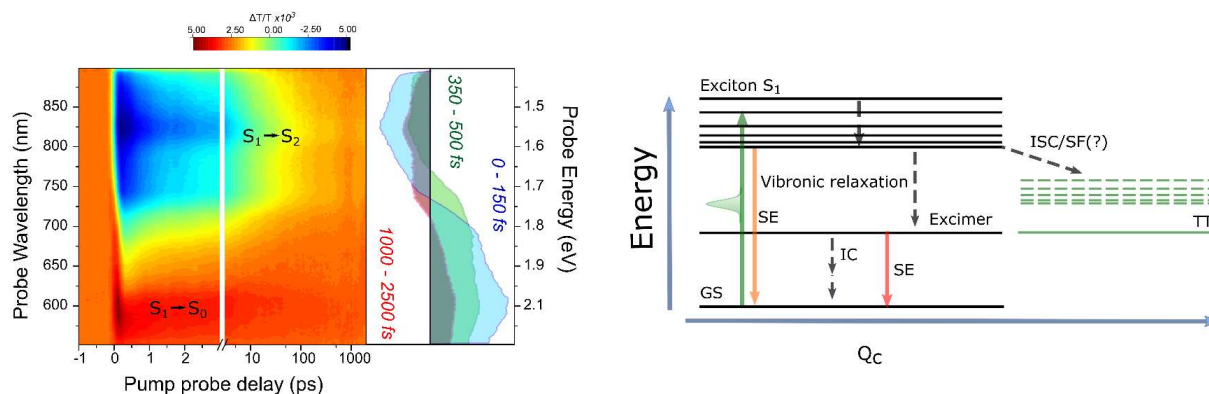 ΔT/T x10³
5.00 2.50 0.00 -2.50 5.00
Probe Wavelength (nm)
850
800
750
700
650
600
S₁→S₂
S₁→S₀
-1 0 1 2 10 100 1000
Pump probe delay (ps)
1000 - 2500 fs
350 - 500 fs
0 - 150 fs
1.5
1.6
1.7
1.8
1.9
2.1
Probe Energy (eV)
Energy
Exciton S₁
ISC/SF(?)
Vibronic relaxation
SE
Excimer
TT
IC
SE
GS
Q_C